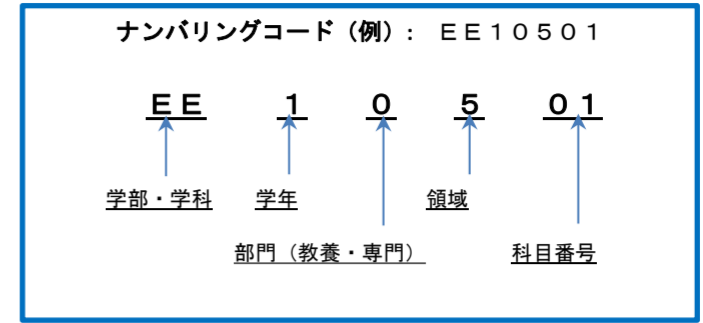 ナンバリングコード（例）： ＥＥ１０５０１
ＥＥ １ ０ ５ ０１
学部・学科 学年 領域
部門（教養・専門） 科目番号